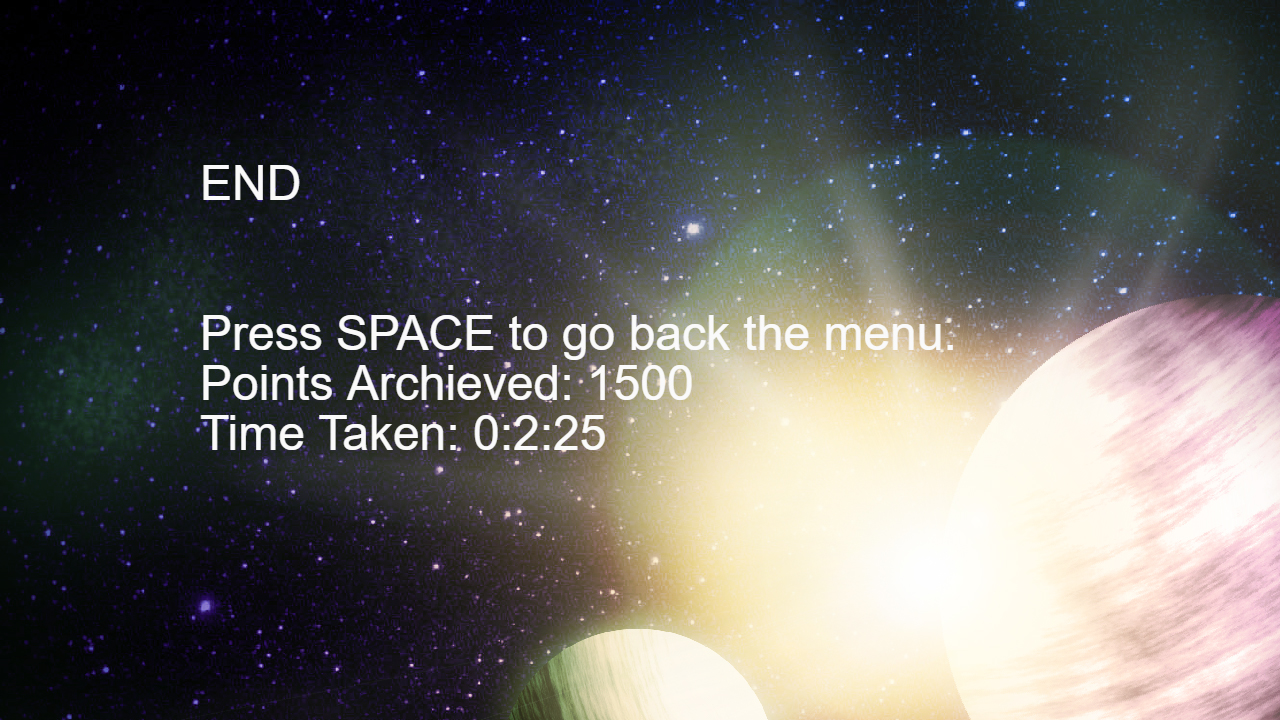 END
Press SPACE to go back the menu.
Points Archieved: 1500
Time Taken: 0:2:25